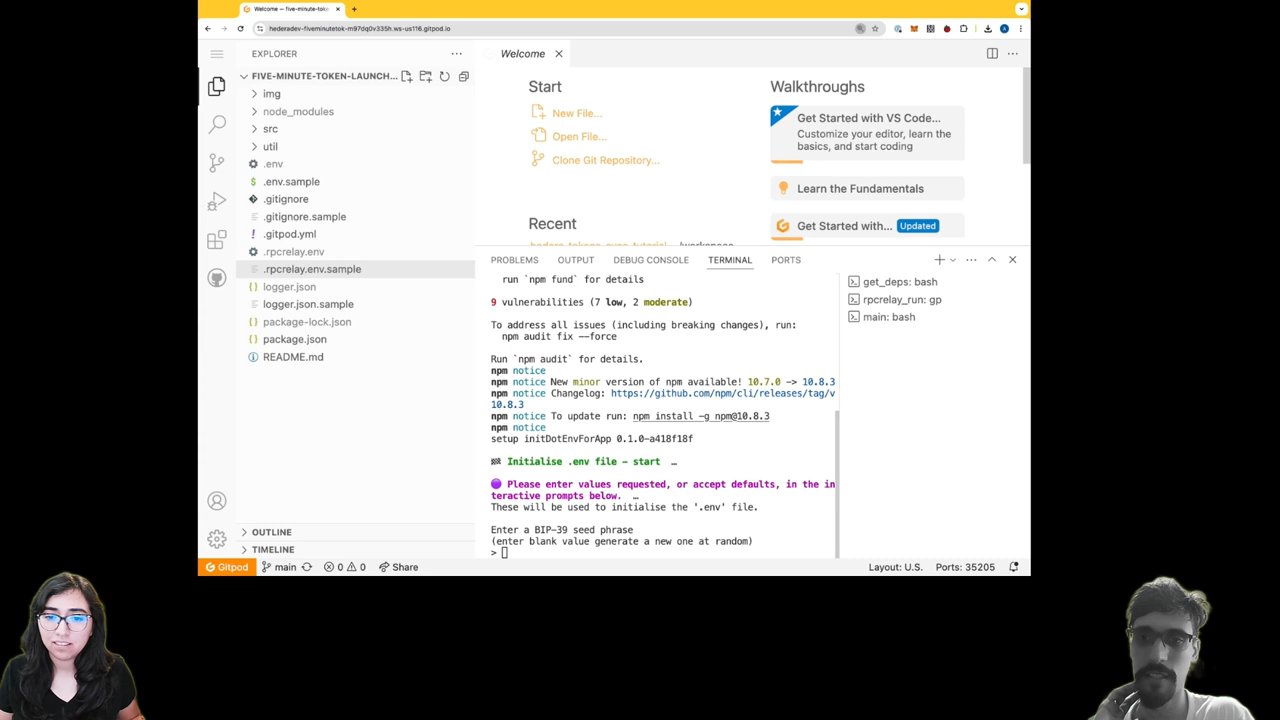 Welcome — five-minute-tok
hederadev-fiveminutetok-m97dq0v335h.ws-us116.gitpod.io
EXPLORER
FIVE-MINUTE-TOKEN-LAUNCH...
img
node_modules
src
util
.env
.env.sample
.gitignore
.gitignore.sample
.gitpod.yml
.rpcrelay.env
.rpcrelay.env.sample
logger.json
logger.json.sample
package-lock.json
package.json
README.md
OUTLINE
TIMELINE
Welcome
Start
New File...
Open File...
Clone Git Repository...
Recent
Walkthroughs
Get Started with VS Code...
Customize your editor, learn the
basics, and start coding
Learn the Fundamentals
Get Started with... Updated
PROBLEMS OUTPUT DEBUG CONSOLE TERMINAL PORTS
run `npm fund` for details
9 vulnerabilities (7 low, 2 moderate)
To address all issues (including breaking changes), run:
npm audit fix --force
Run `npm audit` for details.
npm notice
npm notice New minor version of npm available! 10.7.0 -> 10.8.3
npm notice Changelog: https://github.com/npm/cli/releases/tag/v
10.8.3
npm notice To update run: npm install -g npm@10.8.3
npm notice
setup initDotEnvForApp 0.1.0-a418f18f
Initialise .env file - start …
Please enter values requested, or accept defaults, in the in
teractive prompts below. …
These will be used to initialise the '.env' file.
Enter a BIP-39 seed phrase
(enter blank value generate a new one at random)
>
get_deps: bash
rpcrelay_run: gp
main: bash
Gitpod main 0 0 Share Layout: U.S. Ports: 35205